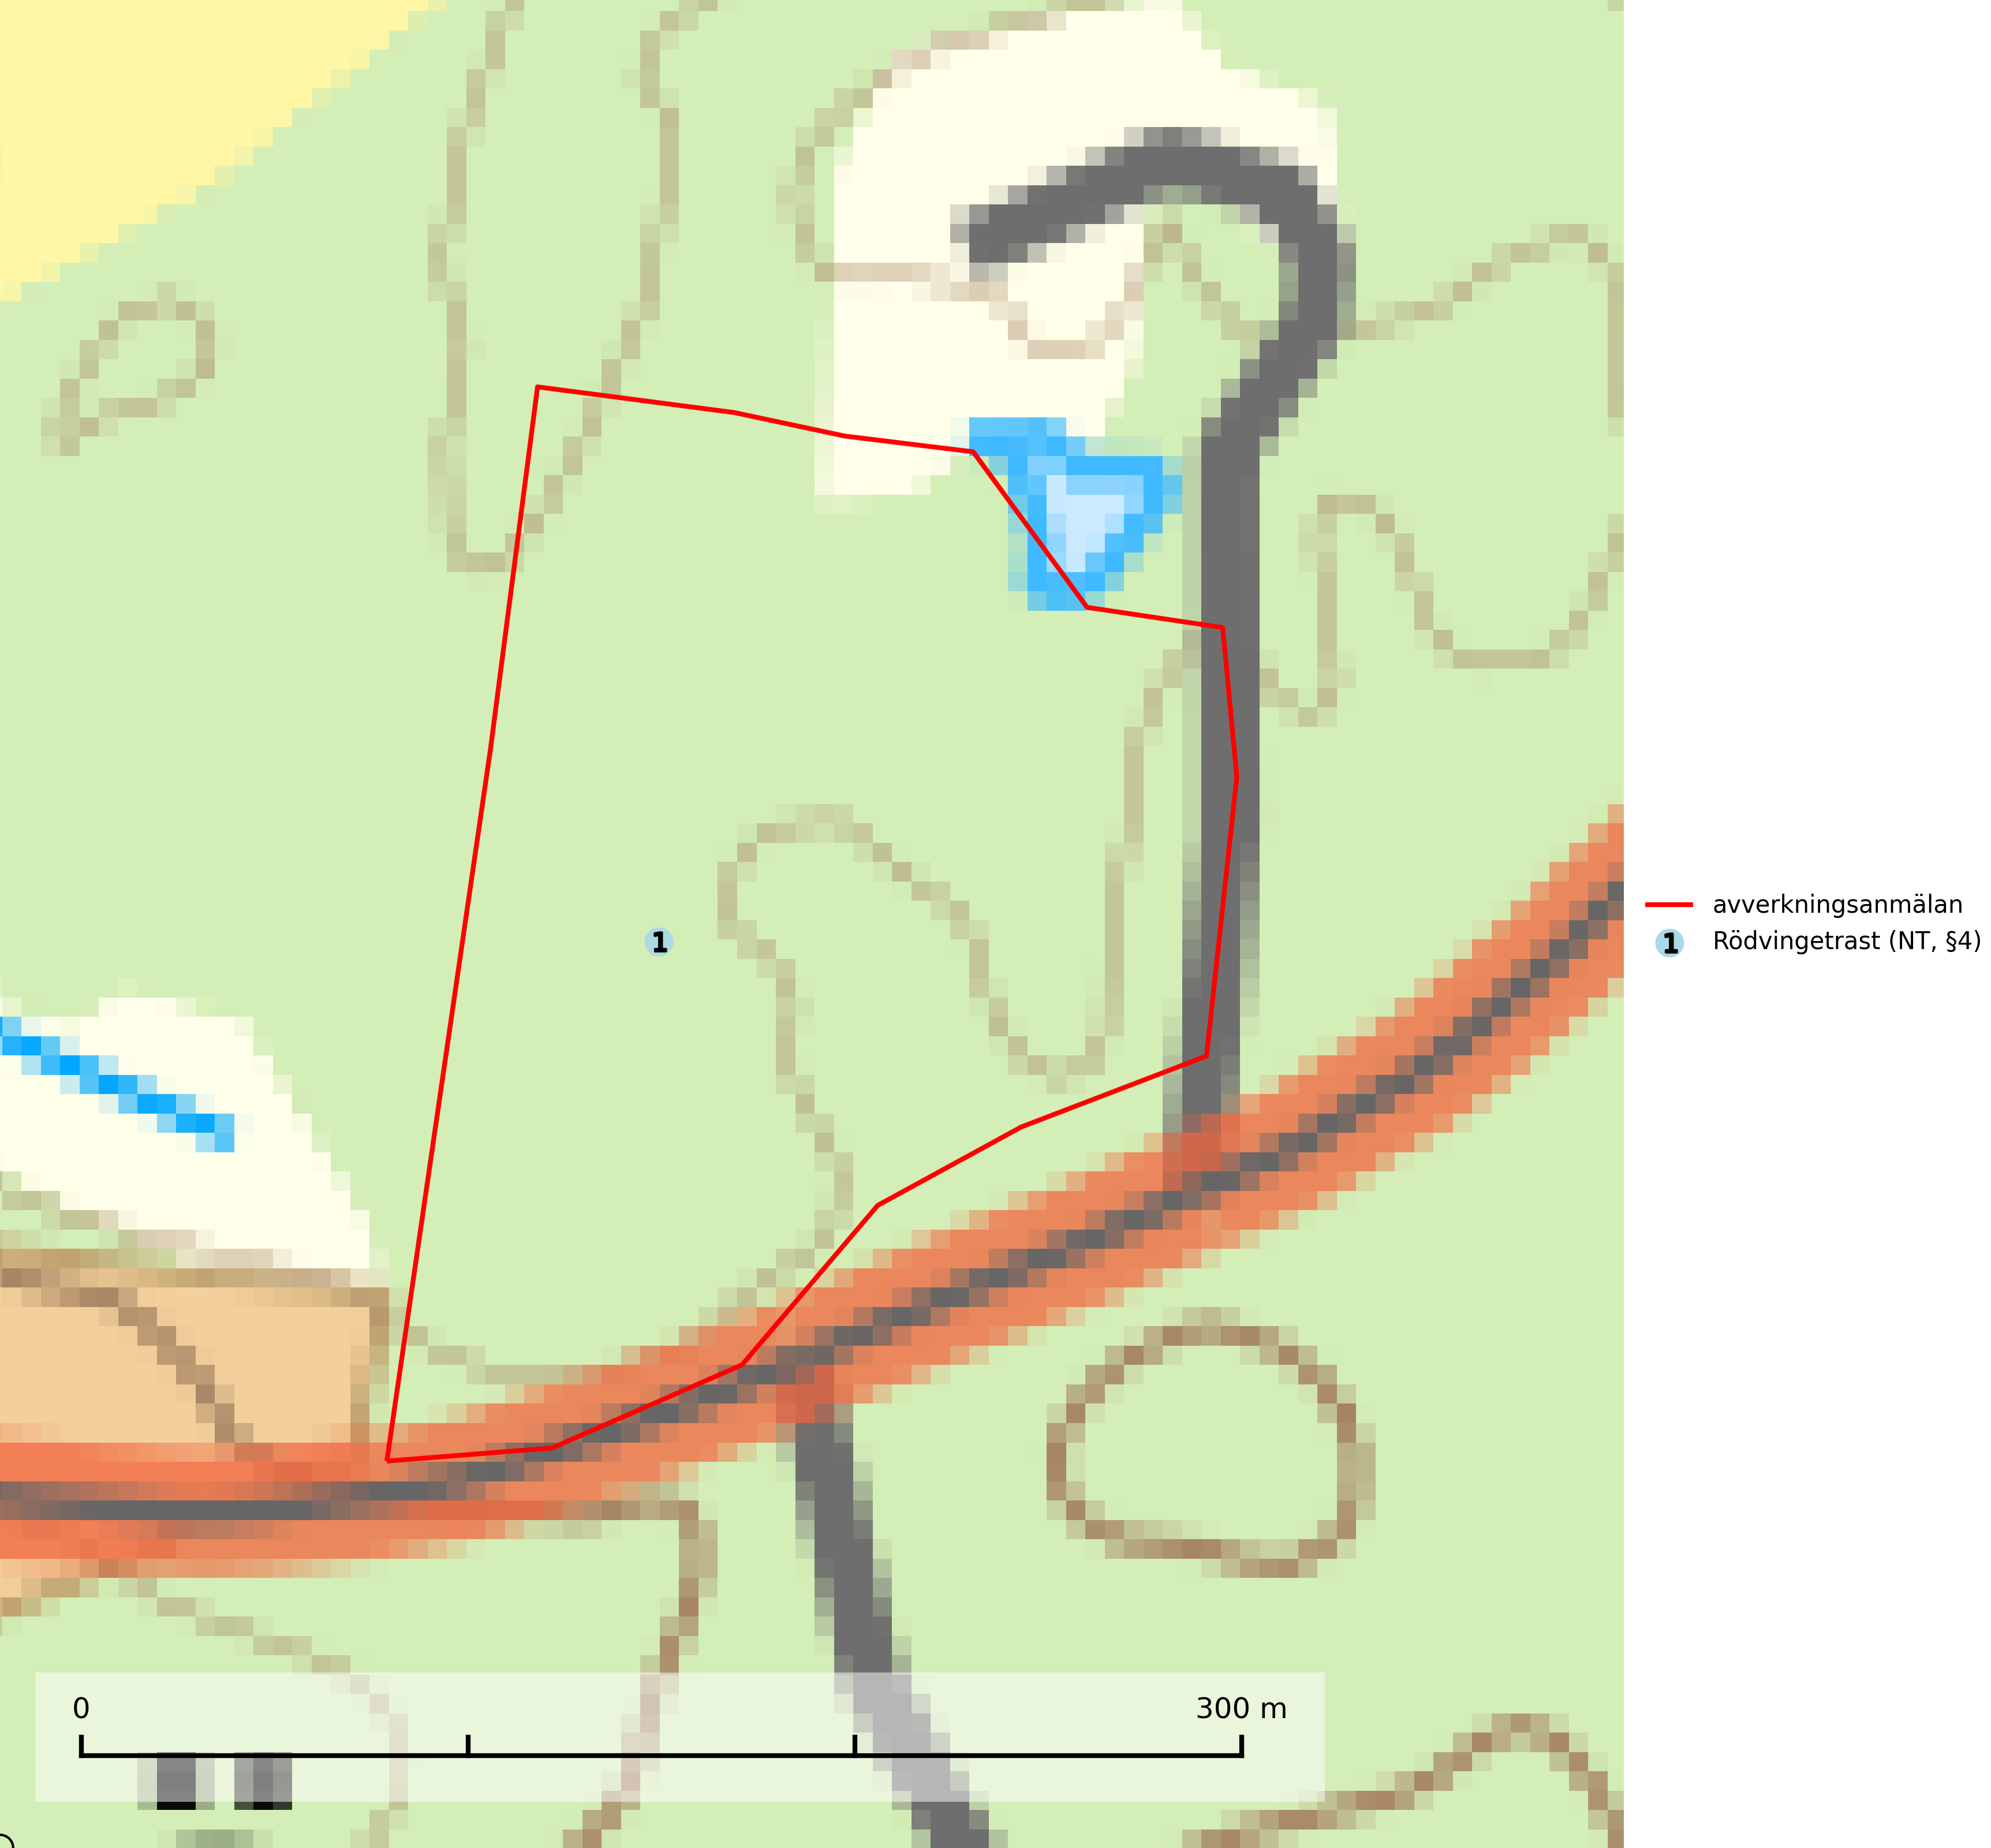 avverkningsanmälan
1
1 Rödvingetrast (NT, §4)
0 300 m